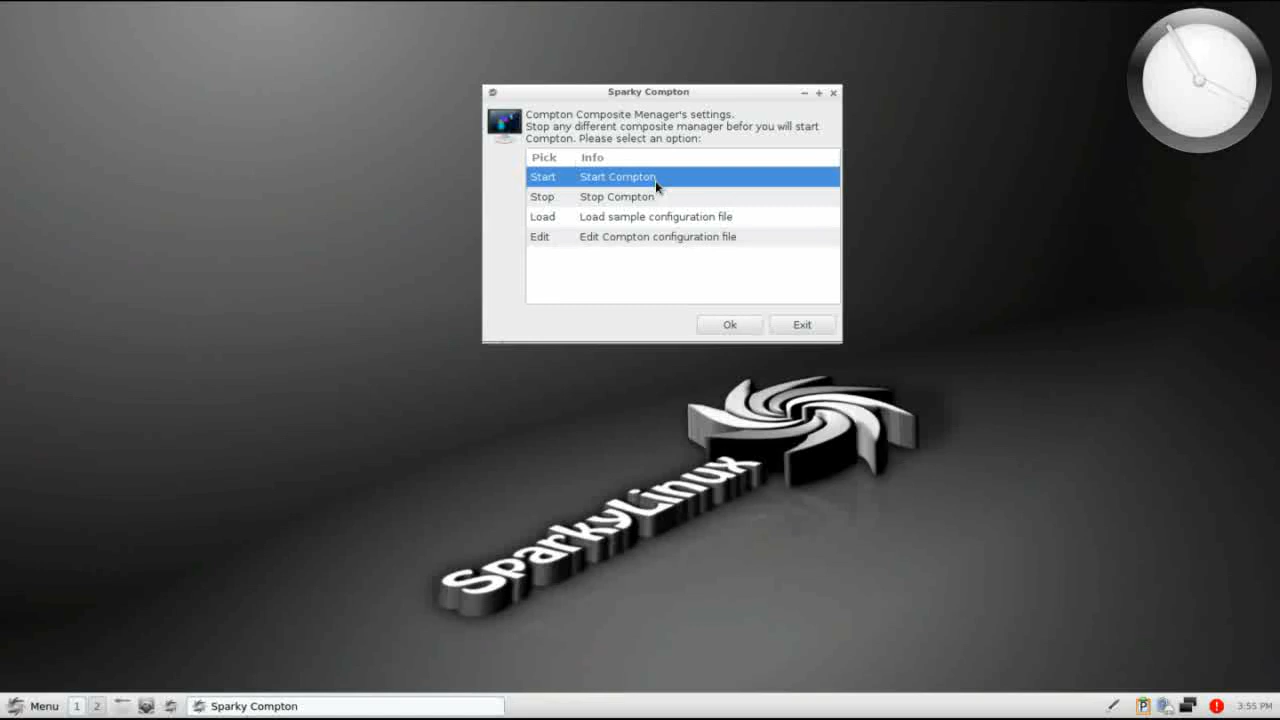 Sparky Compton
Compton Composite Menager's settings.
Stop any different composite manager befor you will start
Compton. Please select an option:
Pick Info
Start Start Compton
Stop Stop Compton
Load Load sample configuration file
Edit Edit Compton configuration file
Ok Exit
SparkyLinux
Menu 1 2 Sparky Compton P 3:55 PM